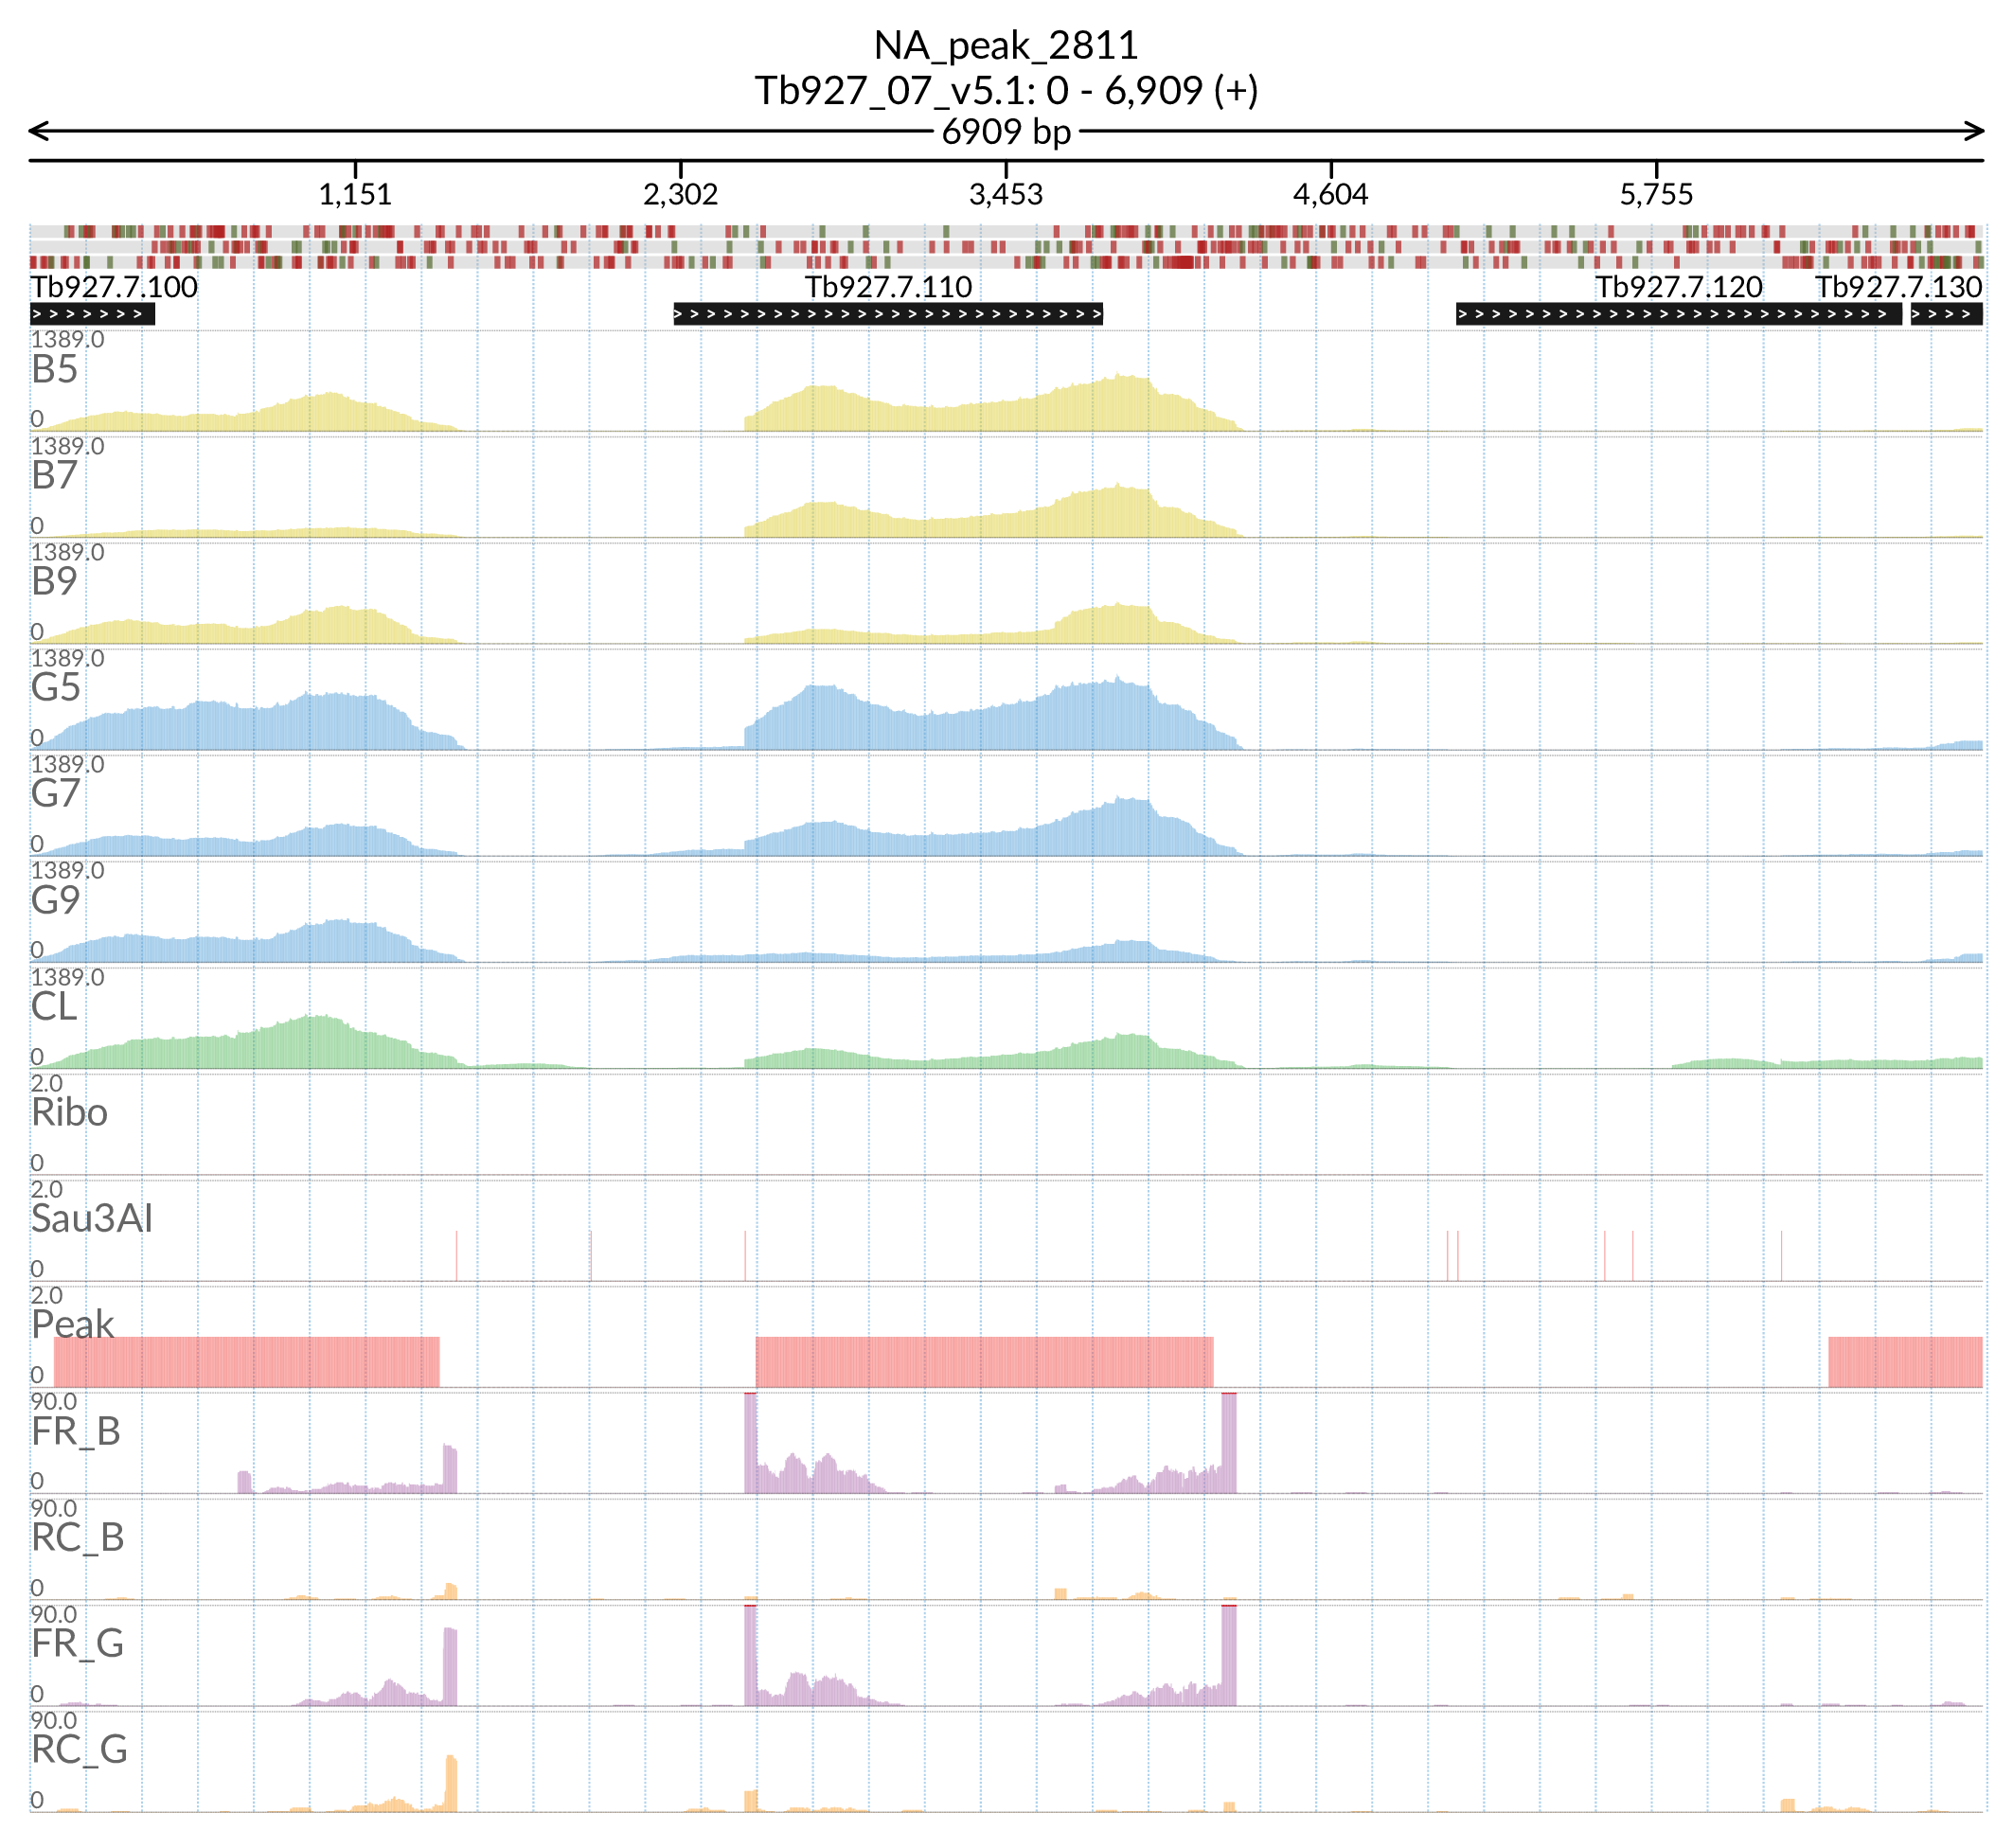 NA_peak_2811
Tb927_07_v5.1: 0 - 6,909 (+)
6909 bp
1,151 2,302 3,453 4,604 5,755
Tb927.7.100 Tb927.7.110 Tb927.7.120 Tb927.7.130
1389.0
B5
0
1389.0
B7
0
1389.0
B9
0
1389.0
G5
0
1389.0
G7
0
1389.0
G9
0
1389.0
CL
0
2.0
Ribo
0
2.0
Sau3AI
0
2.0
Peak
0
90.0
FR_B
0
90.0
RC_B
0
90.0
FR_G
0
90.0
RC_G
0